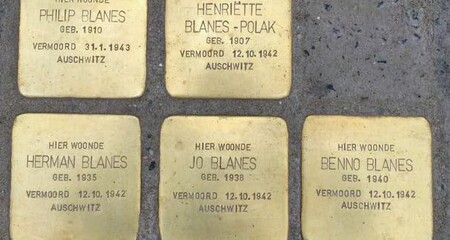 HIER WOONDE
PHILIP BLANES
GEB. 1910
VERMOORD 31.1.1943
AUSCHWITZ
HENRIËTTE
BLANES-POLAK
GEB. 1907
VERMOORD 12.10.1942
AUSCHWITZ
HIER WOONDE
HERMAN BLANES
GEB. 1935
VERMOORD 12.10.1942
AUSCHWITZ
HIER WOONDE
JO BLANES
GEB. 1938
VERMOORD 12.10.1942
AUSCHWITZ
HIER WOONDE
BENNO BLANES
GEB. 1940
VERMOORD 12.10.1942
AUSCHWITZ